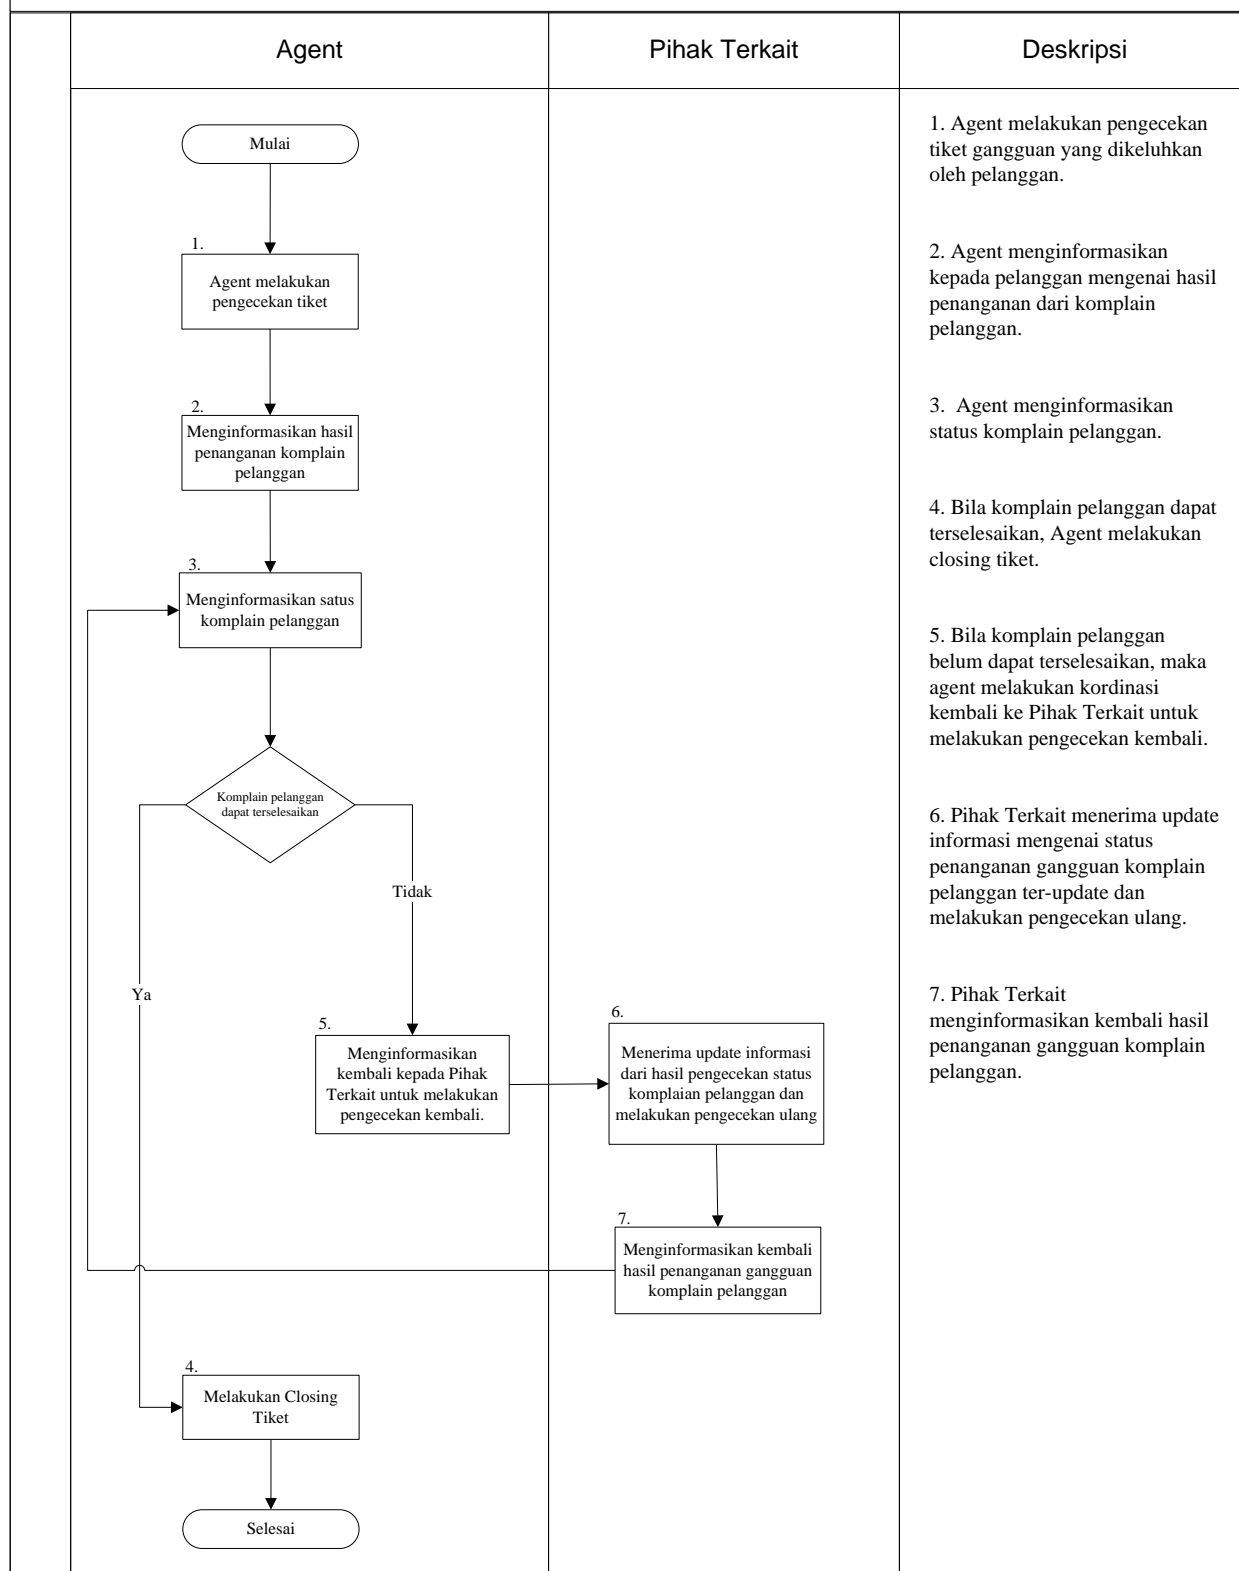 Agent
Pihak Terkait
Deskripsi
Mulai
1.
Agent melakukan
pengecekan tiket
2.
Menginformasikan hasil
penanganan komplain
pelanggan
3.
Menginformasikan satus
komplain pelanggan
Komplain pelanggan
dapat terselesaikan
Tidak
Ya
5.
Menginformasikan
kembali kepada Pihak
Terkait untuk melakukan
pengecekan kembali.
6.
Menerima update informasi
dari hasil pengecekan status
komplaian pelanggan dan
melakukan pengecekan ulang
7.
Menginformasikan kembali
hasil penanganan gangguan
komplain pelanggan
4.
Melakukan Closing
Tiket
Selesai
1. Agent melakukan pengecekan
tiket gangguan yang dikeluhkan
oleh pelanggan.
2. Agent menginformasikan
kepada pelanggan mengenai hasil
penanganan dari komplain
pelanggan.
3.  Agent menginformasikan
status komplain pelanggan.
4. Bila komplain pelanggan dapat
terselesaikan, Agent melakukan
closing tiket.
5. Bila komplain pelanggan
belum dapat terselesaikan, maka
agent melakukan kordinasi
kembali ke Pihak Terkait untuk
melakukan pengecekan kembali.
6. Pihak Terkait menerima update
informasi mengenai status
penanganan gangguan komplain
pelanggan ter-update dan
melakukan pengecekan ulang.
7. Pihak Terkait
menginformasikan kembali hasil
penanganan gangguan komplain
pelanggan.